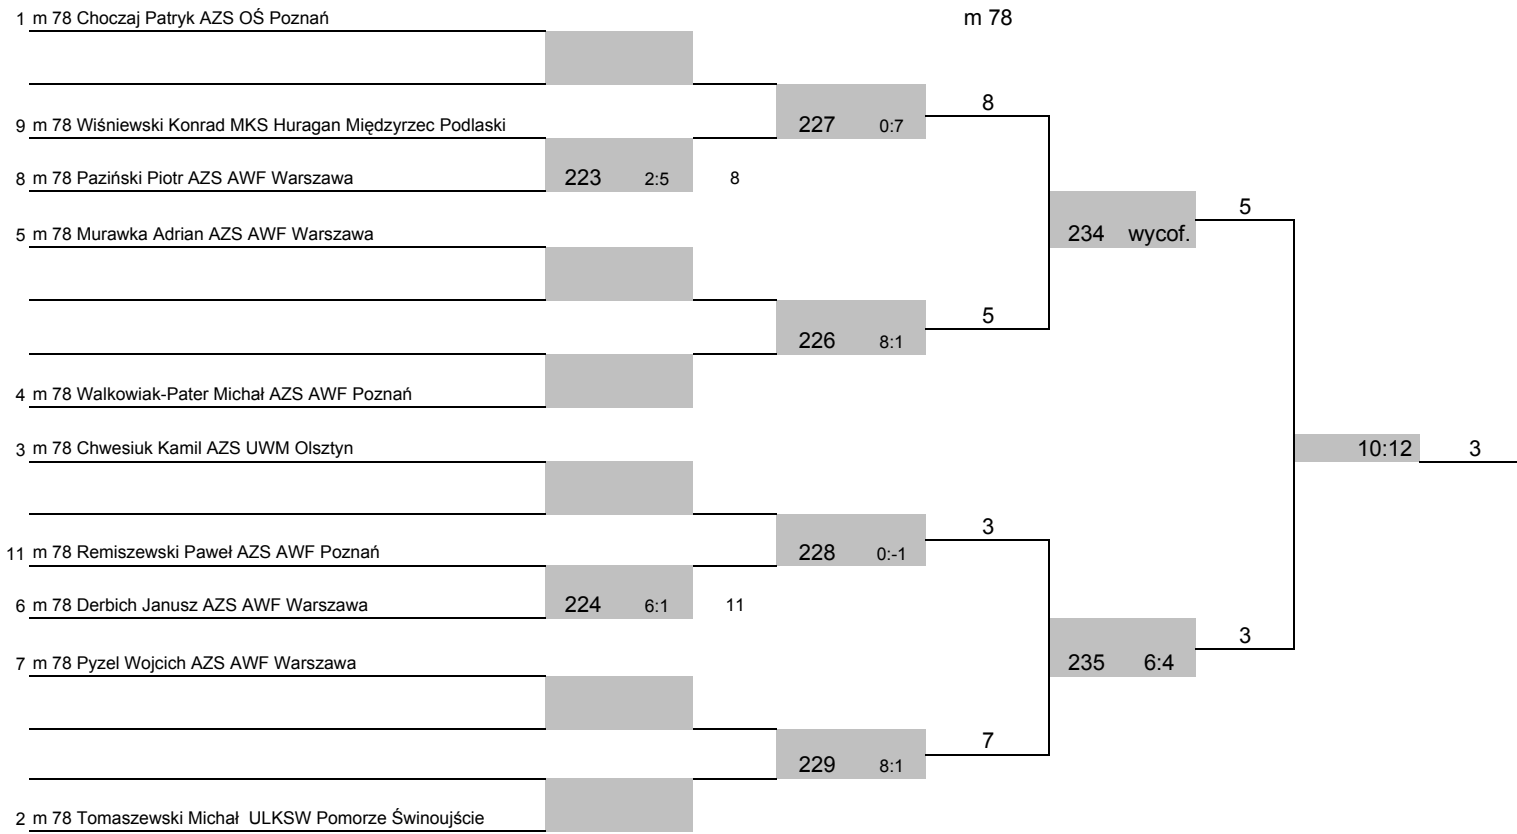 1 m 78 Choczaj Patryk AZS OŚ Poznań
m 78
8
9 m 78 Wiśniewski Konrad MKS Huragan Międzyrzec Podlaski
227 0:7
8 m 78 Paziński Piotr AZS AWF Warszawa
223 2:5
8
5
5 m 78 Murawka Adrian AZS AWF Warszawa
234 wycof.
5
226 8:1
4 m 78 Walkowiak-Pater Michał AZS AWF Poznań
3 m 78 Chwesiuk Kamil AZS UWM Olsztyn
10:12
3
3
11 m 78 Remiszewski Paweł AZS AWF Poznań
228 0:-1
6 m 78 Derbich Janusz AZS AWF Warszawa
224 6:1
11
3
7 m 78 Pyzel Wojcich AZS AWF Warszawa
235 6:4
7
229 8:1
2 m 78 Tomaszewski Michał ULKSW Pomorze Świnoujście